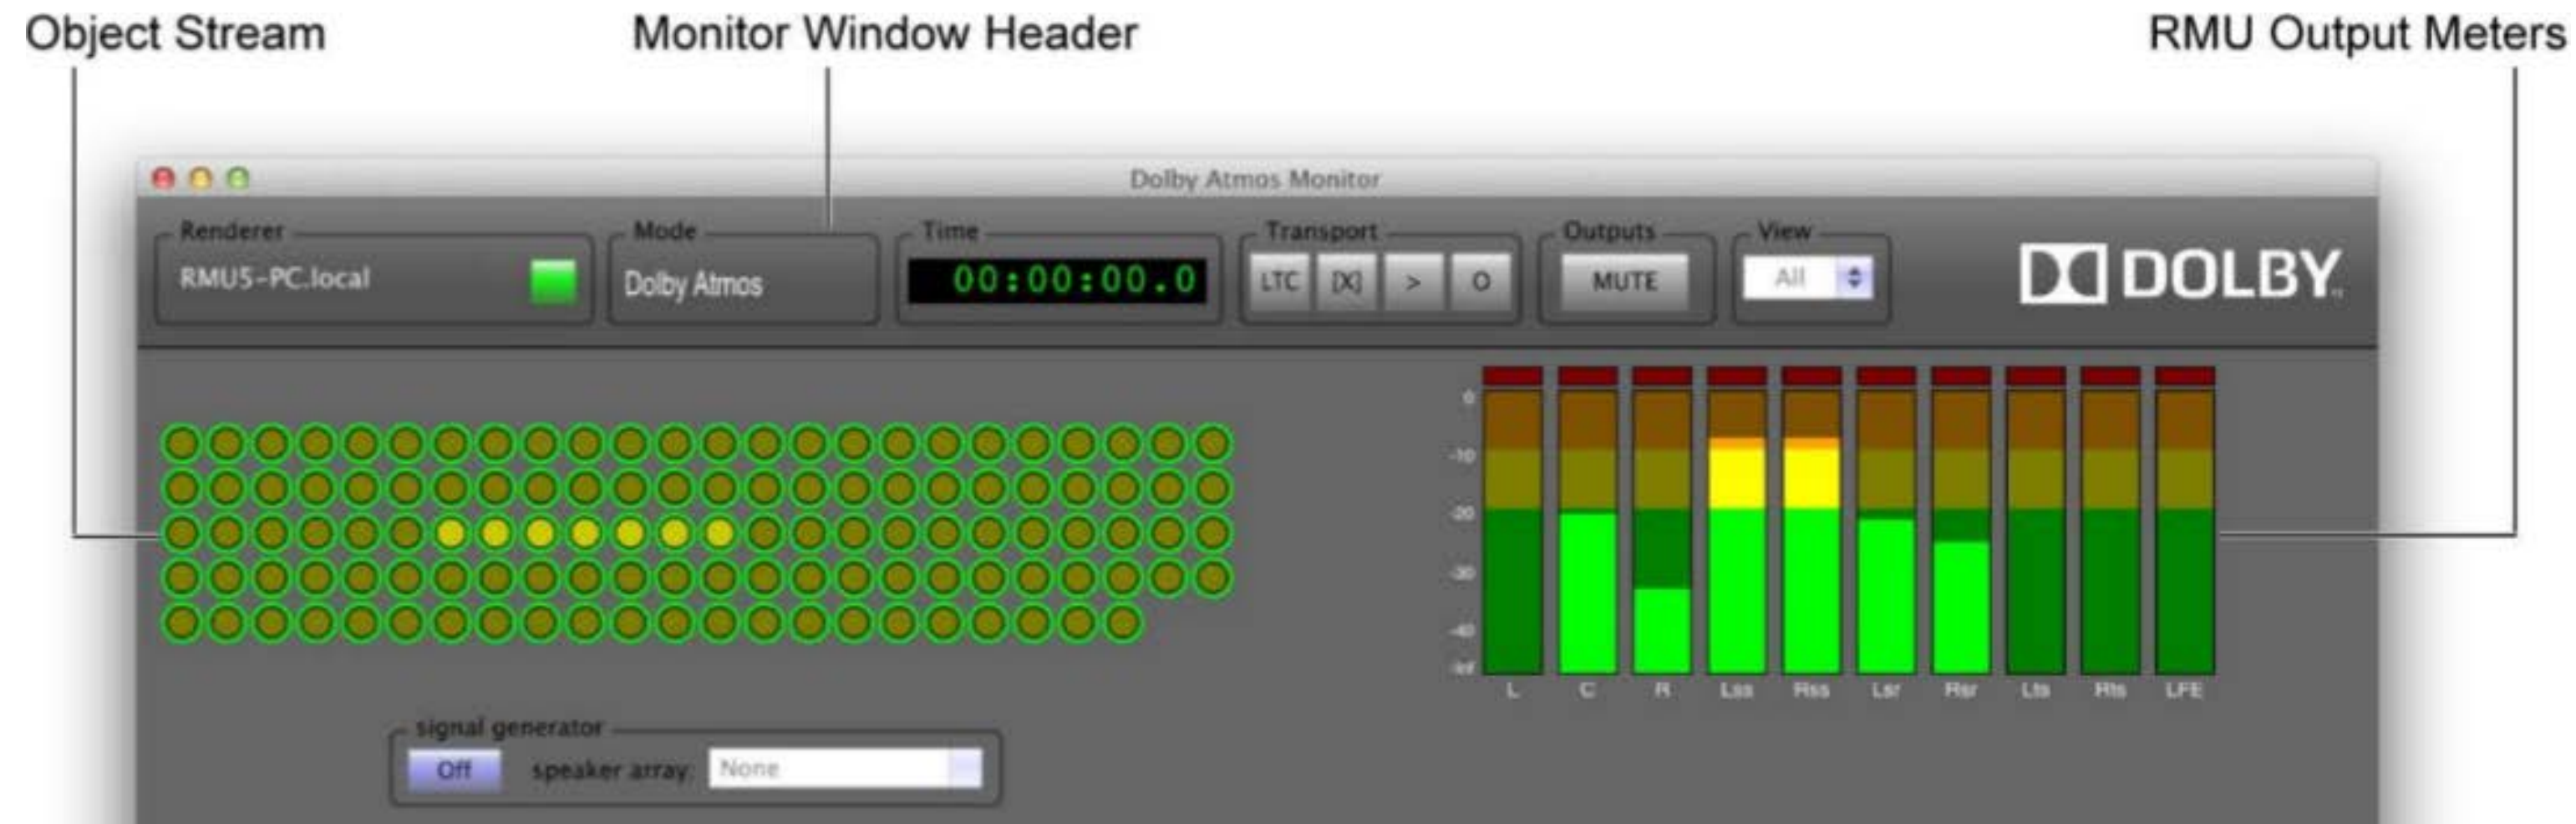 Object Stream
Monitor Window Header
RMU Output Meters
Dolby Atmos Monitor
Renderer
RMU5-PC.local
Mode
Dolby Atmos
Time
00:00:00.0
Transport
LTC [X] > O
Outputs
MUTE
View
All
DOLBY
0
-10
-20
-30
-40
-inf
L C R Lss Rss Lsr Rsr Lts Rts LFE
signal generator
Off
speaker array:
None